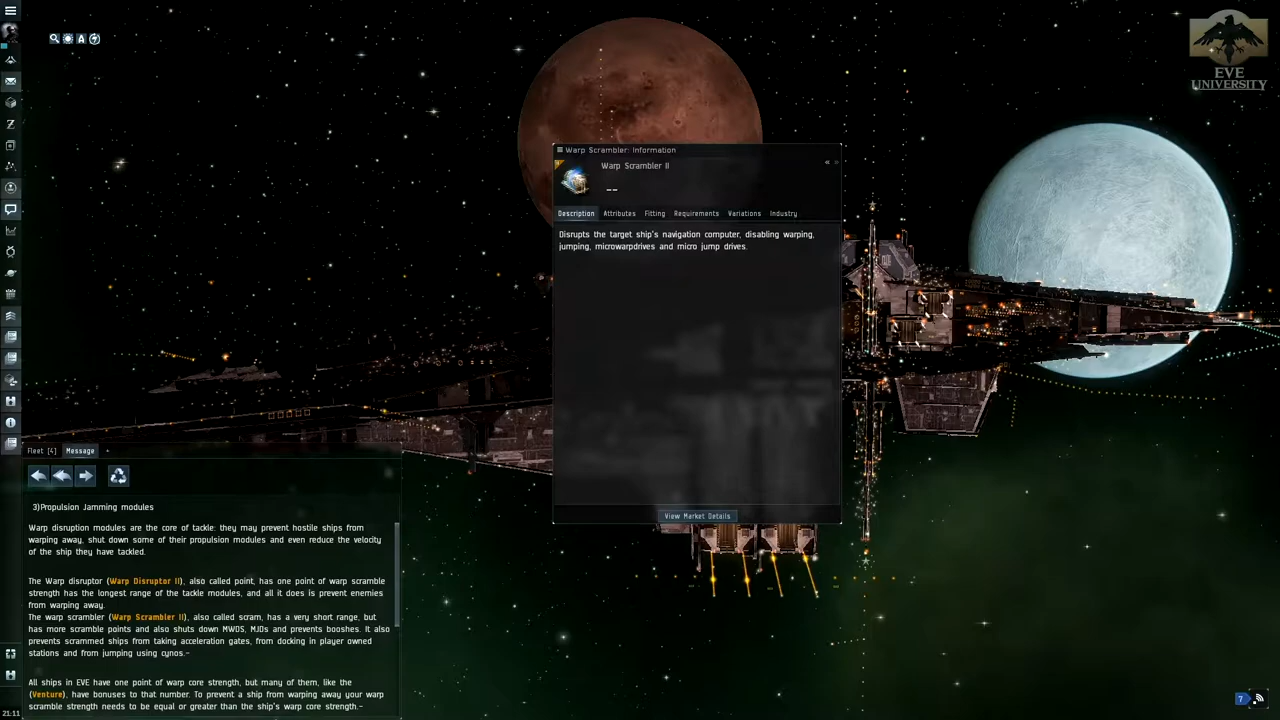 EVE
UNIVERSITY
Warp Scrambler: Information
Warp Scrambler II
--
Description Attributes Fitting Requirements Variations Industry
Disrupts the target ship's navigation computer, disabling warping,
jumping, microwarpdrives and micro jump drives.
View Market Details
Fleet [4] Message +
3)Propulsion Jamming modules
Warp disruption modules are the core of tackle: they may prevent hostile ships from
warping away, shut down some of their propulsion modules and even reduce the velocity
of the ship they have tackled.
The Warp disruptor (Warp Disruptor II), also called point, has one point of warp scramble
strength has the longest range of the tackle modules, and all it does is prevent enemies
from warping away.
The warp scrambler (Warp Scrambler II), also called scram, has a very short range, but
has more scramble points and also shuts down MWDS, MJDs and prevents booshes. It also
prevents scrammed ships from taking acceleration gates, from docking in player owned
stations and from jumping using cynos.-
All ships in EVE have one point of warp core strength, but many of them, like the
(Venture), have bonuses to that number. To prevent a ship from warping away your warp
scramble strength needs to be equal or greater than the ship's warp core strength.-
21:11
7